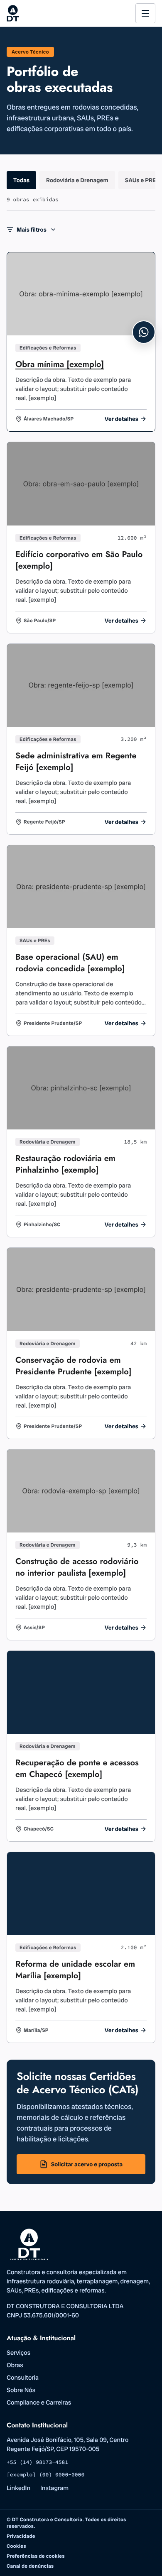 DT
Acervo Técnico
Portfólio de
obras executadas
Obras entregues em rodovias concedidas,
infraestrutura urbana, SAUs, PREs e
edificações corporativas em todo o país.
Todas
Rodoviária e Drenagem
SAUs e PRE
9 obras exibidas
Mais filtros
Obra: obra-minima-exemplo [exemplo]
Edificações e Reformas
Obra mínima [exemplo]
Descrição da obra. Texto de exemplo para
validar o layout; substituir pelo conteúdo
real. [exemplo]
Álvares Machado/SP
Ver detalhes →
Obra: obra-em-sao-paulo [exemplo]
Edificações e Reformas
12.000 m²
Edifício corporativo em São Paulo
[exemplo]
Descrição da obra. Texto de exemplo para
validar o layout; substituir pelo conteúdo
real. [exemplo]
São Paulo/SP
Ver detalhes →
Obra: regente-feijo-sp [exemplo]
Edificações e Reformas
3.200 m²
Sede administrativa em Regente
Feijó [exemplo]
Descrição da obra. Texto de exemplo para
validar o layout; substituir pelo conteúdo
real. [exemplo]
Regente Feijó/SP
Ver detalhes →
Obra: presidente-prudente-sp [exemplo]
SAUs e PREs
Base operacional (SAU) em
rodovia concedida [exemplo]
Construção de base operacional de
atendimento ao usuário. Texto de exemplo
para validar o layout; substituir pelo conteúdo…
Presidente Prudente/SP
Ver detalhes →
Obra: pinhalzinho-sc [exemplo]
Rodoviária e Drenagem
18,5 km
Restauração rodoviária em
Pinhalzinho [exemplo]
Descrição da obra. Texto de exemplo para
validar o layout; substituir pelo conteúdo
real. [exemplo]
Pinhalzinho/SC
Ver detalhes →
Obra: presidente-prudente-sp [exemplo]
Rodoviária e Drenagem
42 km
Conservação de rodovia em
Presidente Prudente [exemplo]
Descrição da obra. Texto de exemplo para
validar o layout; substituir pelo conteúdo
real. [exemplo]
Presidente Prudente/SP
Ver detalhes →
Obra: rodovia-exemplo-sp [exemplo]
Rodoviária e Drenagem
9,3 km
Construção de acesso rodoviário
no interior paulista [exemplo]
Descrição da obra. Texto de exemplo para
validar o layout; substituir pelo conteúdo
real. [exemplo]
Assis/SP
Ver detalhes →
Rodoviária e Drenagem
Recuperação de ponte e acessos
em Chapecó [exemplo]
Descrição da obra. Texto de exemplo para
validar o layout; substituir pelo conteúdo
real. [exemplo]
Chapecó/SC
Ver detalhes →
Edificações e Reformas
2.100 m²
Reforma de unidade escolar em
Marília [exemplo]
Descrição da obra. Texto de exemplo para
validar o layout; substituir pelo conteúdo
real. [exemplo]
Marília/SP
Ver detalhes →
Solicite nossas Certidões
de Acervo Técnico (CATs)
Disponibilizamos atestados técnicos,
memoriais de cálculo e referências
contratuais para processos de
habilitação e licitações.
Solicitar acervo e proposta
DT
Construtora e consultoria especializada em
infraestrutura rodoviária, terraplanagem, drenagem,
SAUs, PREs, edificações e reformas.
DT CONSTRUTORA E CONSULTORIA LTDA
CNPJ 53.675.601/0001-60
Atuação & Institucional
Serviços
Obras
Consultoria
Sobre Nós
Compliance e Carreiras
Contato Institucional
Avenida José Bonifácio, 105, Sala 09, Centro
Regente Feijó/SP, CEP 19570-005
+55 (14) 98173-4581
[exemplo] (00) 0000-0000
LinkedIn
Instagram
© DT Construtora e Consultoria. Todos os direitos
reservados.
Privacidade
Cookies
Preferências de cookies
Canal de denúncias